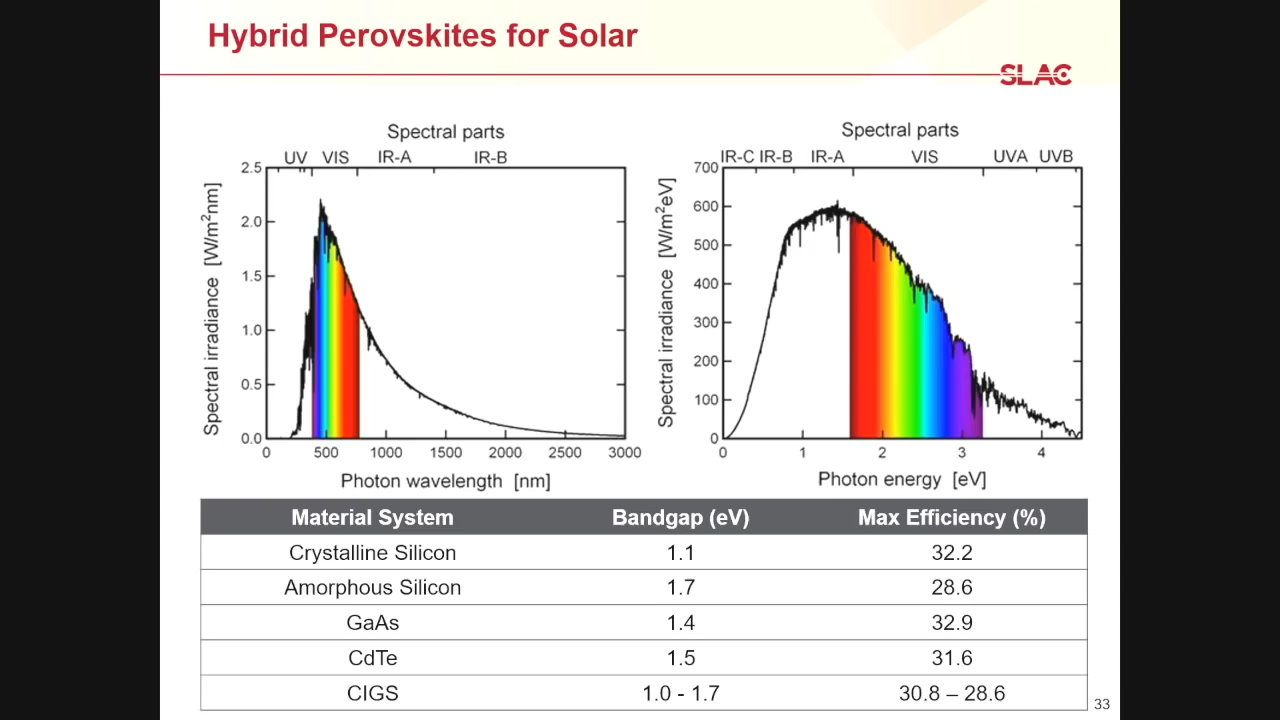 Hybrid Perovskites for Solar
SLAC
Spectral parts
UV VIS IR-A IR-B
2.5
2.0
1.5
1.0
0.5
0.0
Spectral irradiance [W/m²nm]
0 500 1000 1500 2000 2500 3000
Photon wavelength [nm]
Spectral parts
IR-C IR-B IR-A VIS UVA UVB
700
600
500
400
300
200
100
0
Spectral irradiance [W/m²eV]
0 1 2 3 4
Photon energy [eV]
Material System Bandgap (eV) Max Efficiency (%)
Crystalline Silicon 1.1 32.2
Amorphous Silicon 1.7 28.6
GaAs 1.4 32.9
CdTe 1.5 31.6
CIGS 1.0 - 1.7 30.8 – 28.6
33